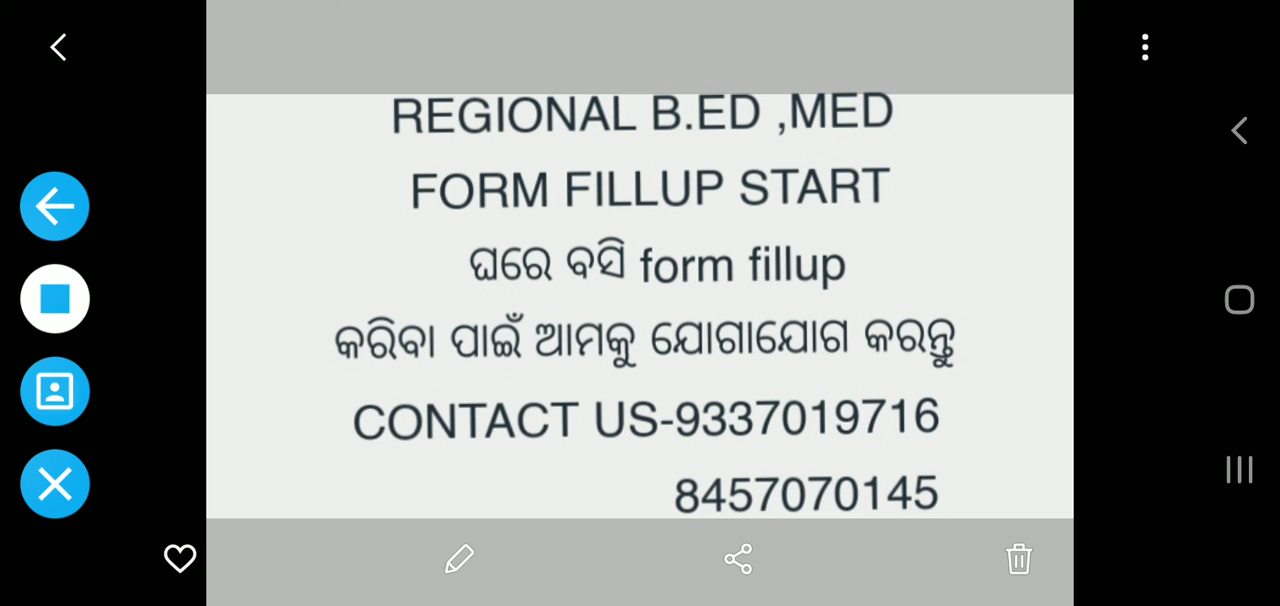 REGIONAL B.ED ,MED
FORM FILLUP START
ଘରେ ବସି form fillup
କରିବା ପାଇଁ ଆମକୁ ଯୋଗାଯୋଗ କରନ୍ତୁ
CONTACT US-9337019716
8457070145